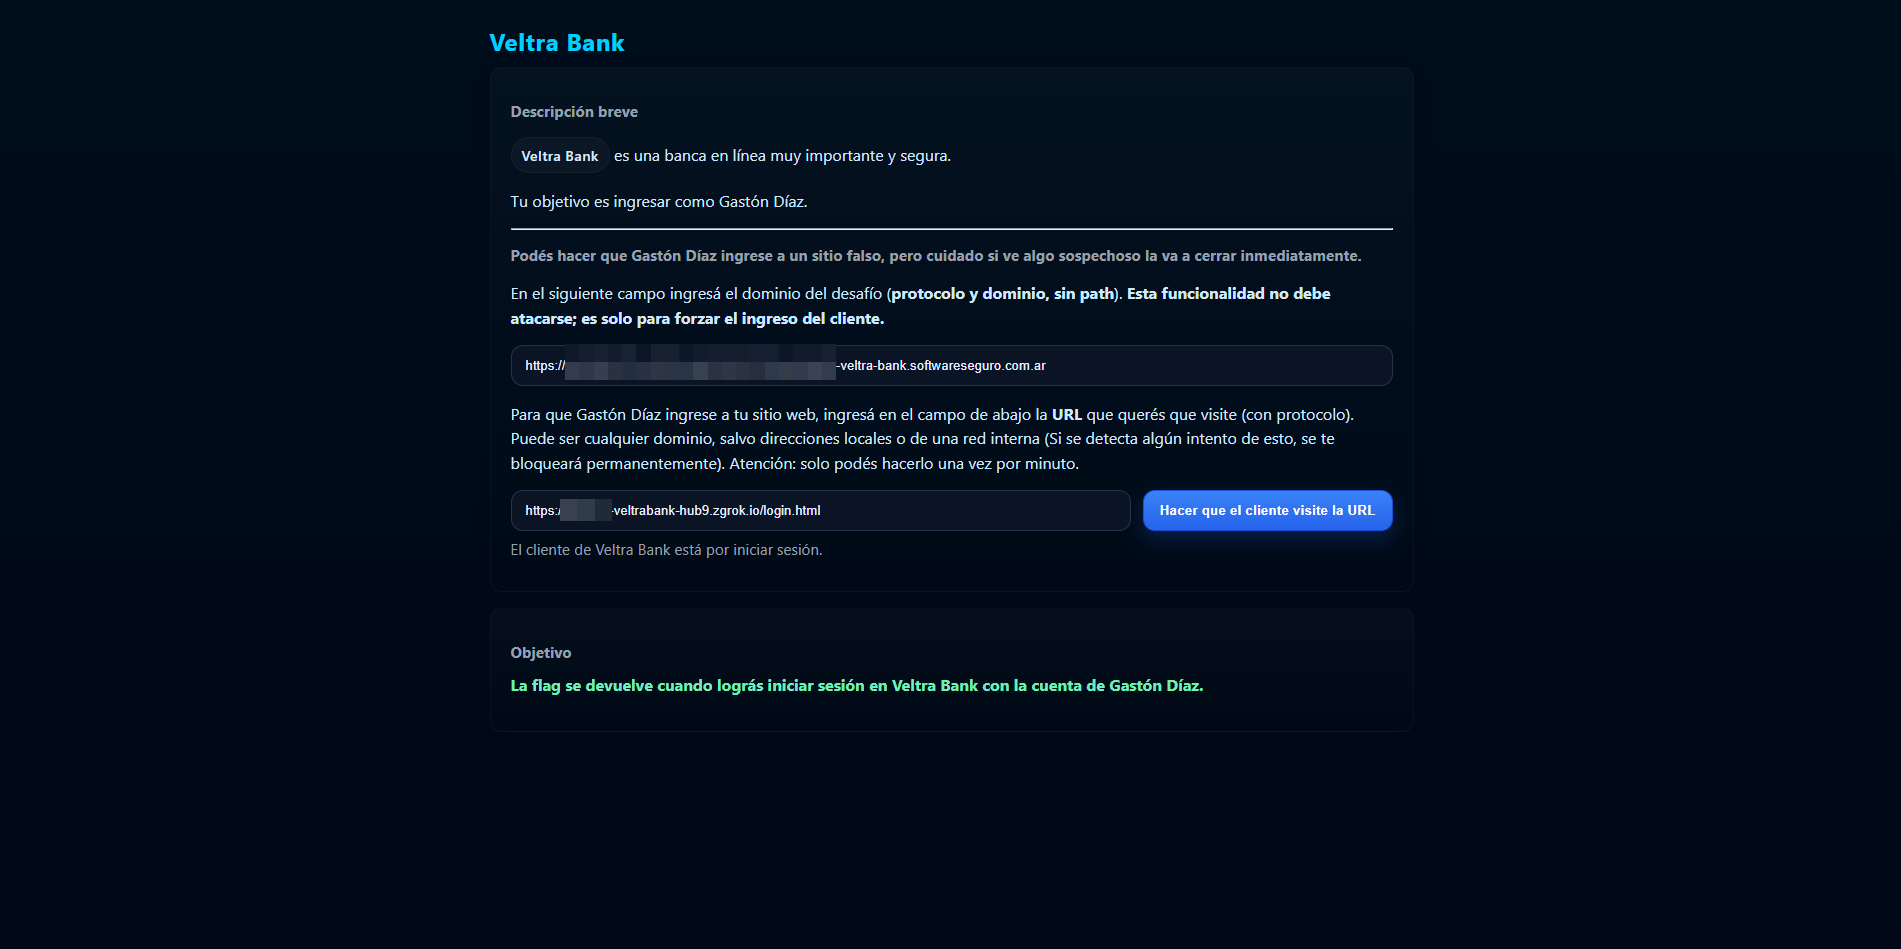 Veltra Bank
Descripción breve
Veltra Bank es una banca en línea muy importante y segura.
Tu objetivo es ingresar como Gastón Díaz.
Podés hacer que Gastón Díaz ingrese a un sitio falso, pero cuidado si ve algo sospechoso la va a cerrar inmediatamente.
En el siguiente campo ingresá el dominio del desafío (protocolo y dominio, sin path). Esta funcionalidad no debe
atacarse; es solo para forzar el ingreso del cliente.
https:// -veltra-bank.softwareseguro.com.ar
Para que Gastón Díaz ingrese a tu sitio web, ingresá en el campo de abajo la URL que querés que visite (con protocolo).
Puede ser cualquier dominio, salvo direcciones locales o de una red interna (Si se detecta algún intento de esto, se te
bloqueará permanentemente). Atención: solo podés hacerlo una vez por minuto.
https:/ -veltrabank-hub9.zgrok.io/login.html
Hacer que el cliente visite la URL
El cliente de Veltra Bank está por iniciar sesión.
Objetivo
La flag se devuelve cuando lográs iniciar sesión en Veltra Bank con la cuenta de Gastón Díaz.